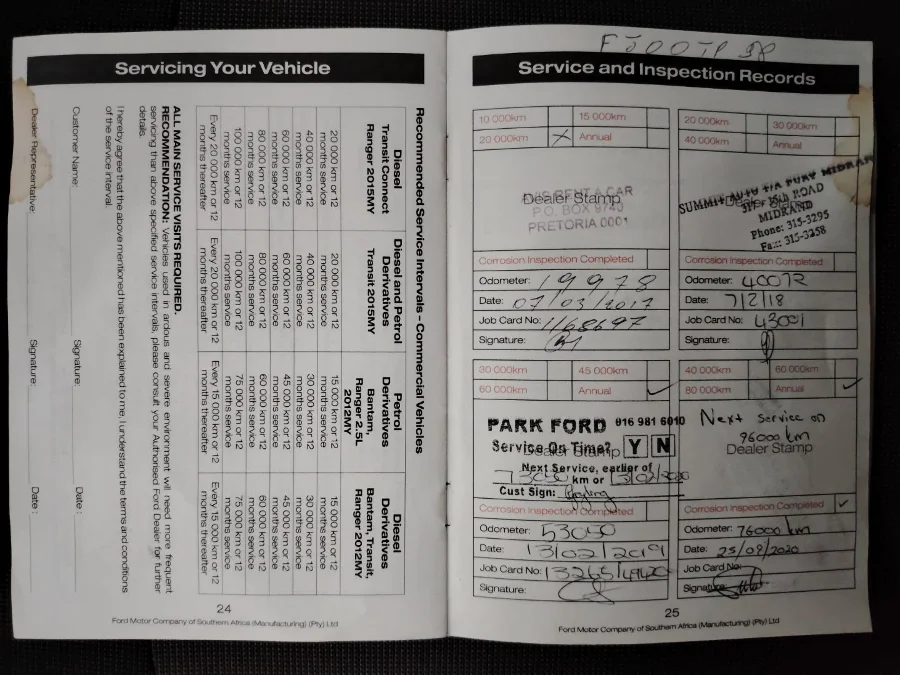 Servicing Your Vehicle
Recommended Service Intervals - Commercial Vehicles
Diesel
Transit Connect
Ranger 2015MY
20 000 km or 12
months service
40 000 km or 12
months service
60 000 km or 12
months service
80 000 km or 12
months service
100 000 km or 12
months service
Every 20 000 km or 12
months thereafter
Diesel and Petrol
Derivatives
Transit 2015MY
20 000 km or 12
months service
40 000 km or 12
months service
60 000 km or 12
months service
80 000 km or 12
months service
100 000 km or 12
months service
Every 20 000 km or 12
months thereafter
Petrol
Derivatives
Bantam,
Ranger 2.5L
2012MY
15 000 km or 12
months service
30 000 km or 12
months service
45 000 km or 12
months service
60 000 km or 12
months service
75 000 km or 12
months service
Every 15 000 km or 12
months thereafter
Diesel
Derivatives
Bantam, Transit,
Ranger 2012MY
15 000 km or 12
months service
30 000 km or 12
months service
45 000 km or 12
months service
60 000 km or 12
months service
75 000 km or 12
months service
Every 15 000 km or 12
months thereafter
ALL MAIN SERVICE VISITS REQUIRED.
RECOMMENDATION: Vehicles used in ardous and severe environment will need more frequent
servicing than above specified service intervals, please consult your Authorised Ford Dealer for further
details.
I hereby agree that the above mentioned has been explained to me. I understand the terms and conditions
of the service interval.
Customer Name: Signature: Date :
Dealer Representative: Signature: Date :
24
Ford Motor Company of Southern Africa (Manufacturing) (Pty) Ltd
Service and Inspection Records
10 000km 15 000km
20 000km Annual
Dealer Stamp
RENT A CAR
P.O. BOX 9740
PRETORIA 0001
Corrosion Inspection Completed
Odometer: 19978
Date: 07/03/2017
Job Card No: 1168697
Signature:
20 000km 30 000km
40 000km Annual
SUMMIT AUTO T/A FURY MIDRAND
Dealer Stamp
ROAD
MIDRAND
Phone: 315-3295
Fax: 315-3258
Corrosion Inspection Completed
Odometer: 40072
Date: 7/2/18
Job Card No: 43001
Signature:
30 000km 45 000km
60 000km Annual
PARK FORD 016 981 6010
Service On Time? Y N
Dealer Stamp
Next Service, earlier of
73000 km or 13/02/2020
Cust Sign:
Corrosion Inspection Completed
Odometer: 53050
Date: 13/02/2019
Job Card No:
Signature:
40 000km 60 000km
80 000km Annual
Next Service on
96000 km
Dealer Stamp
Corrosion Inspection Completed
Odometer: 76000 km
Date: 25/08/2020
Job Card No:
Signature:
25
Ford Motor Company of Southern Africa (Manufacturing) (Pty) Ltd